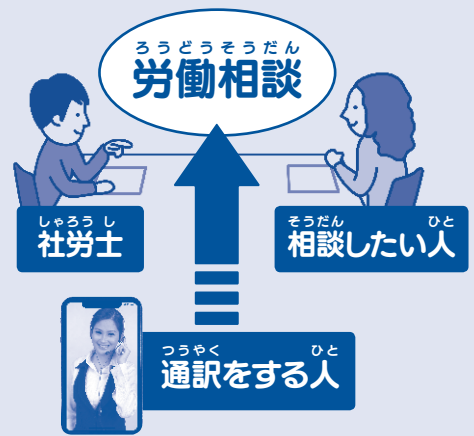 ろうどうそうだん
労働相談
しゃろうし
社労士
そうだん ひと
相談したい人
つうやく ひと
通訳をする人